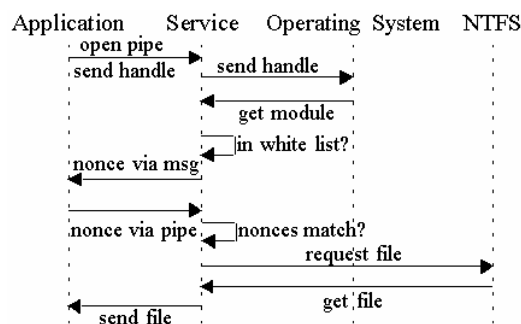 Application Service Operating System NTFS
open pipe
send handle
send handle
get module
in white list?
nonce via msg
nonce via pipe
nonces match?
request file
get file
send file